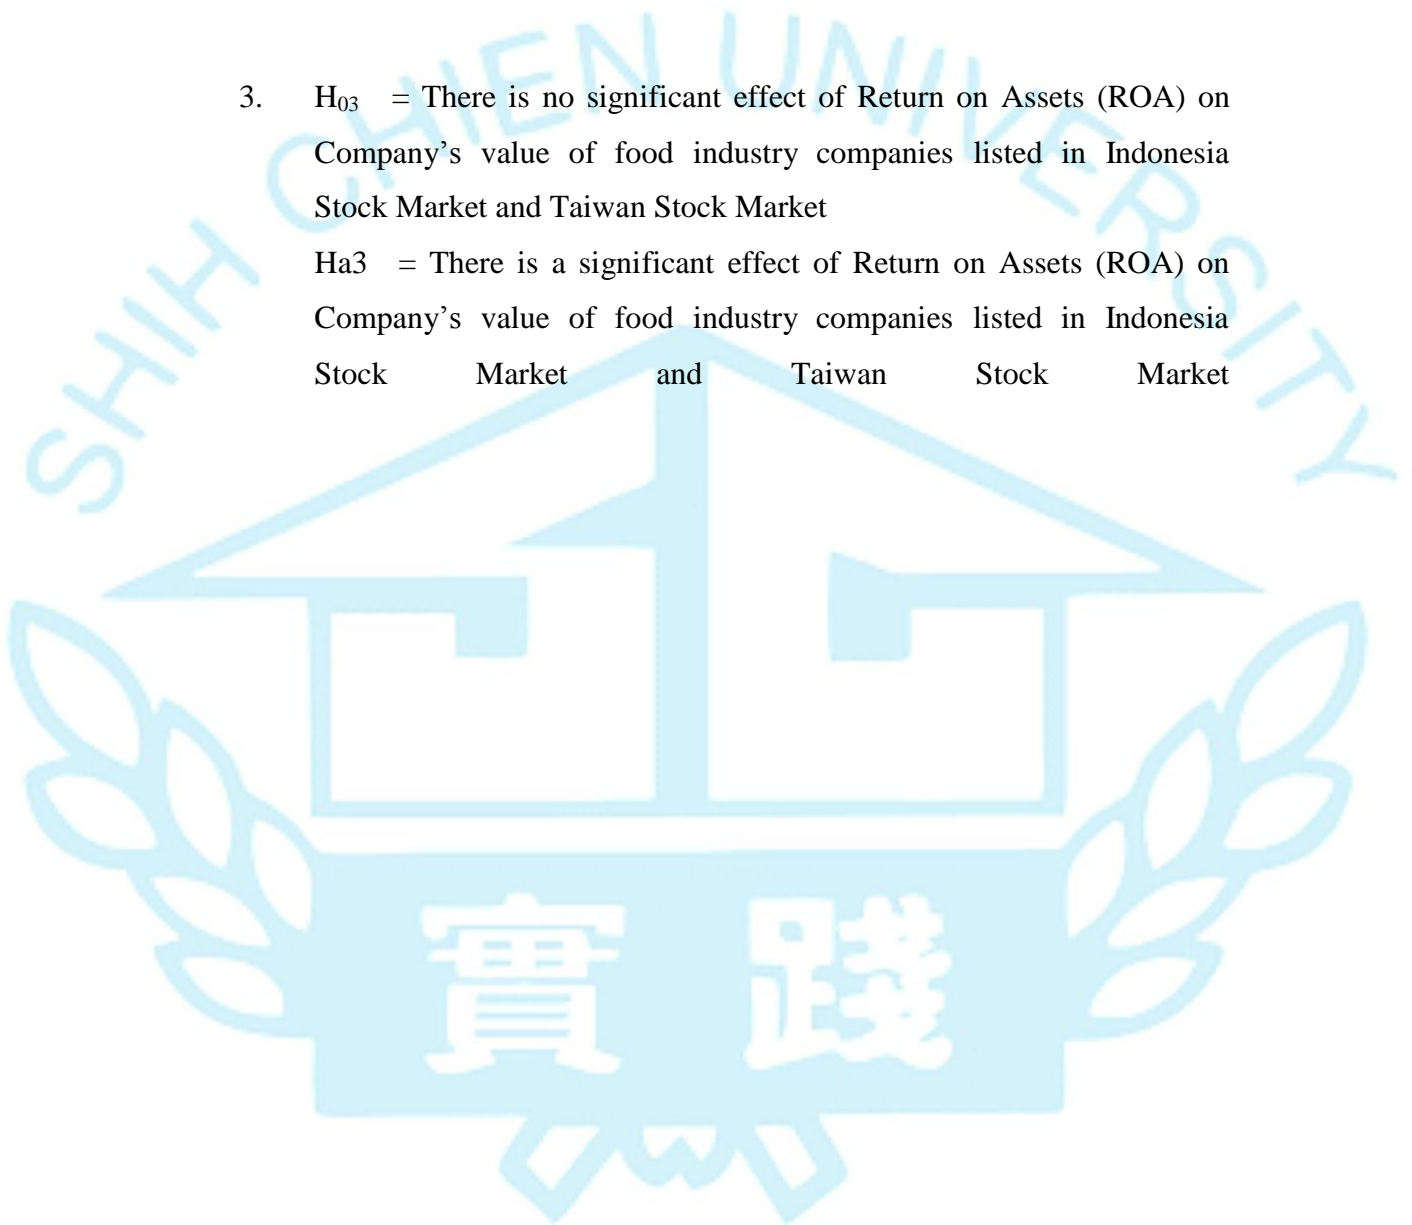 SHIH CHIEN UNIVERSITY
3. H₀₃ = There is no significant effect of Return on Assets (ROA) on
Company’s value of food industry companies listed in Indonesia
Stock Market and Taiwan Stock Market
Ha3 = There is a significant effect of Return on Assets (ROA) on
Company’s value of food industry companies listed in Indonesia
Stock Market and Taiwan Stock Market
實踐